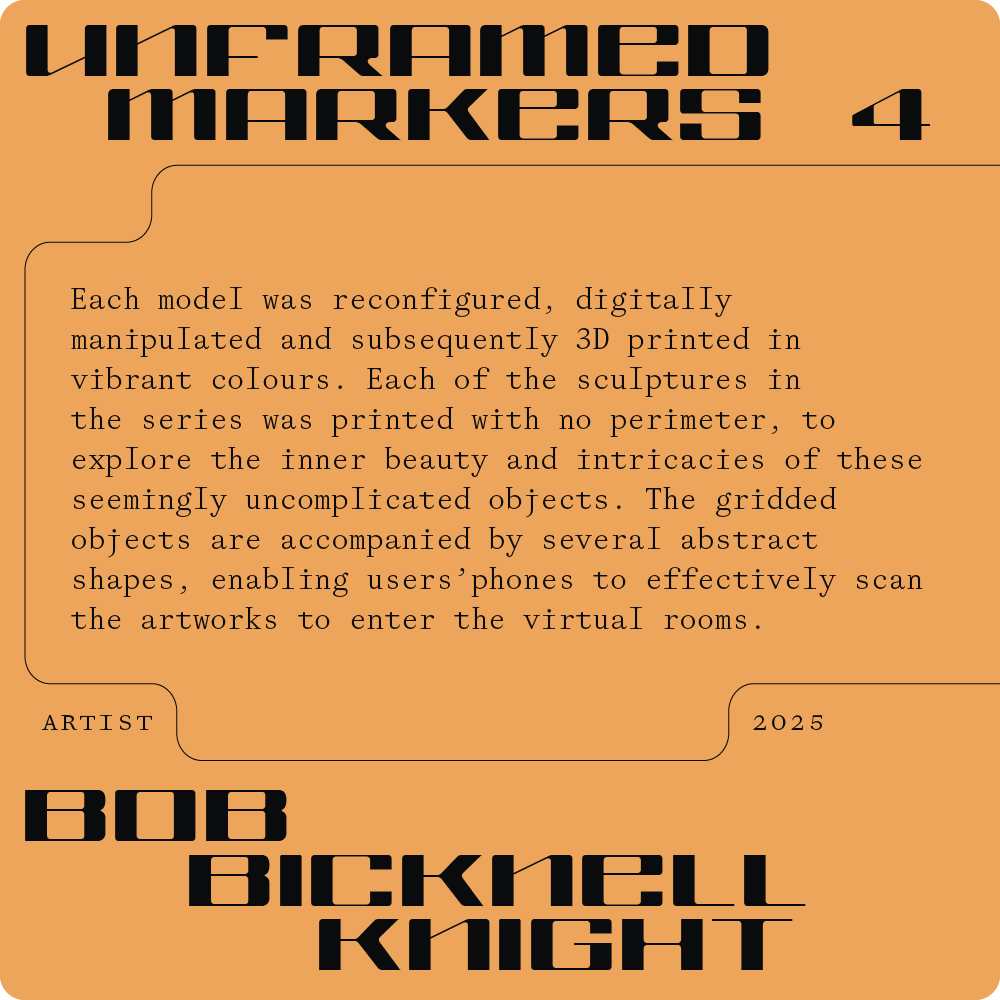 UNFRAMED
MARKERS 4
Each model was reconfigured, digitally
manipulated and subsequently 3D printed in
vibrant colours. Each of the sculptures in
the series was printed with no perimeter, to
explore the inner beauty and intricacies of these
seemingly uncomplicated objects. The gridded
objects are accompanied by several abstract
shapes, enabling users’phones to effectively scan
the artworks to enter the virtual rooms.
ARTIST
2025
BOB
BICKNELL
KNIGHT